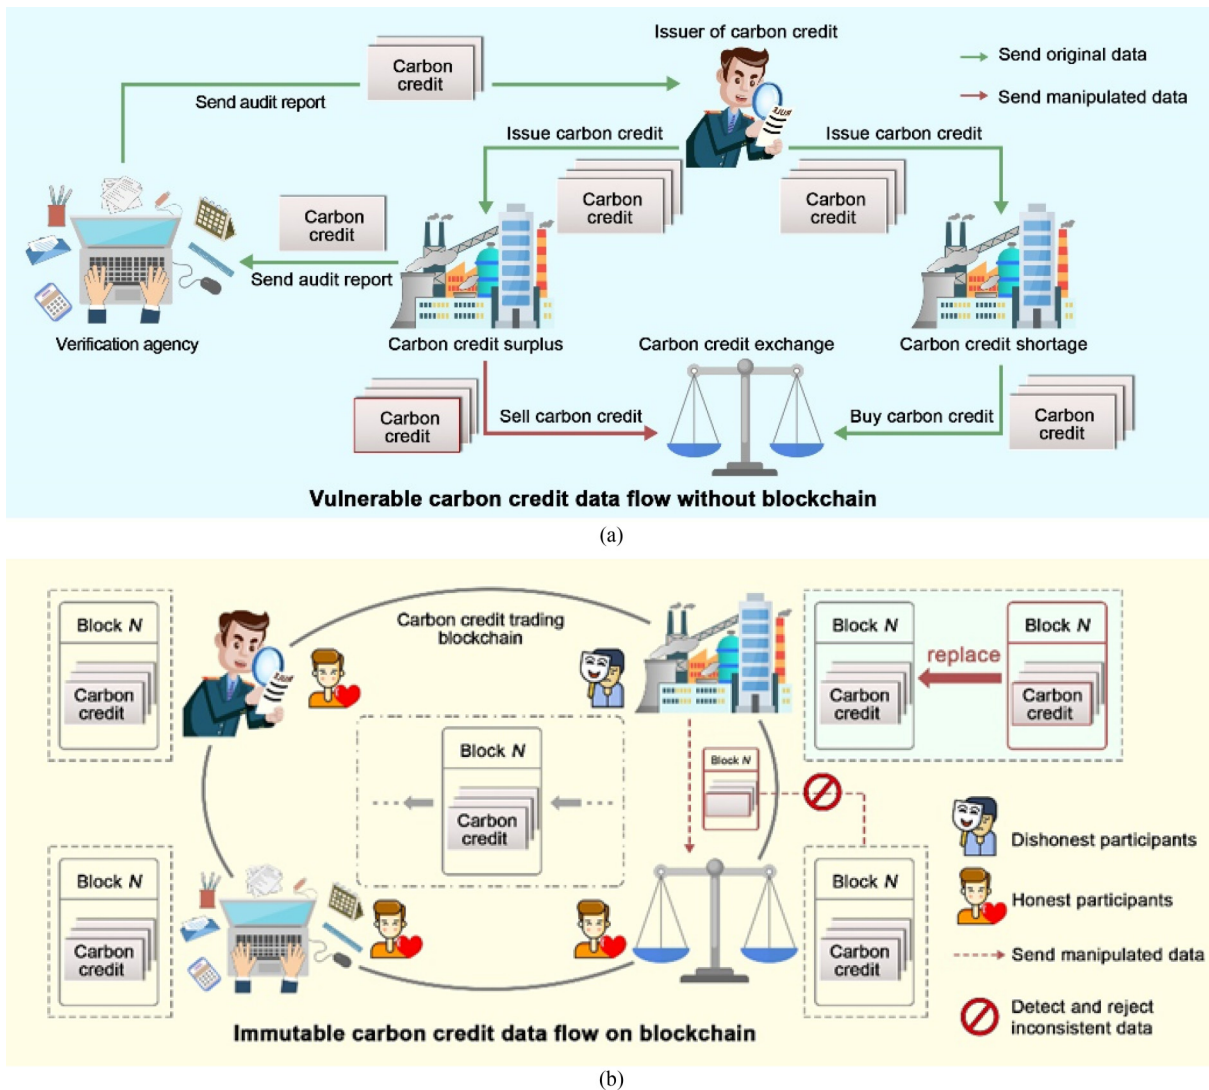 Issuer of carbon credit
Send original data
Send manipulated data
Carbon
credit
Send audit report
Issue carbon credit
Issue carbon credit
Carbon
credit
Carbon
credit
Carbon
credit
Send audit report
Verification agency
Carbon credit surplus
Carbon credit exchange
Carbon credit shortage
Carbon
credit
Sell carbon credit
Buy carbon credit
Carbon
credit
Vulnerable carbon credit data flow without blockchain
(a)
Block N
Carbon
credit
Carbon credit trading
blockchain
Block N
Carbon
credit
replace
Block N
Carbon
credit
Block N
Carbon
credit
Block N
Dishonest participants
Honest participants
Send manipulated data
Detect and reject
inconsistent data
Block N
Carbon
credit
Block N
Carbon
credit
Immutable carbon credit data flow on blockchain
(b)